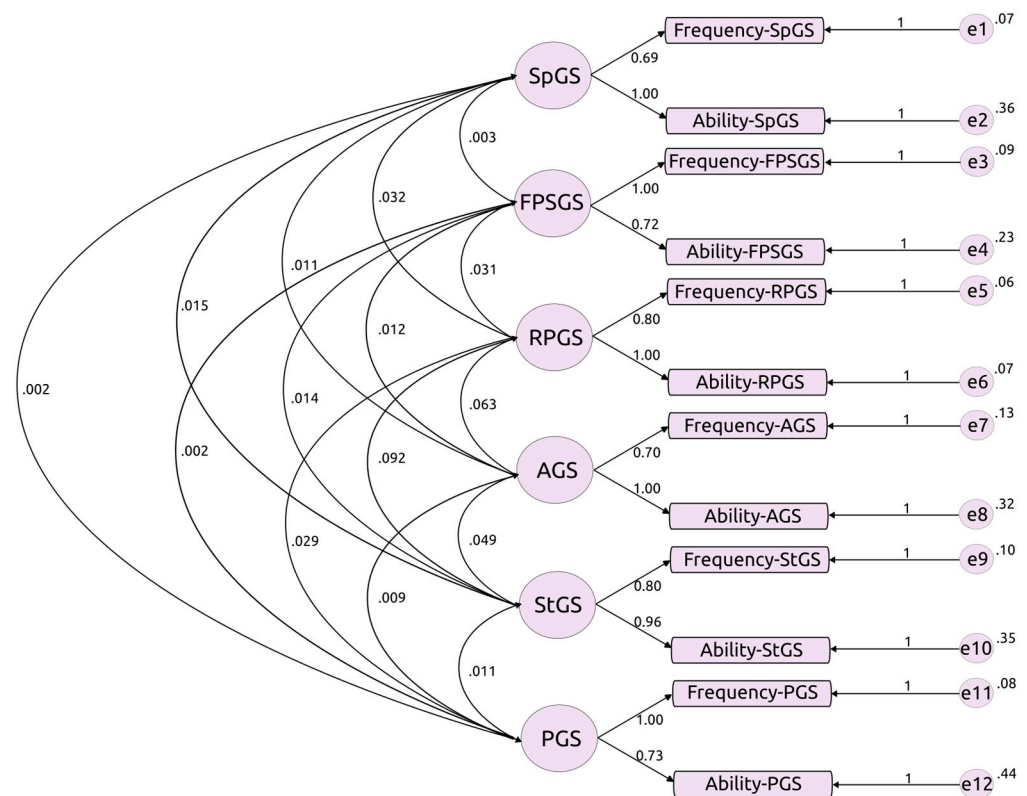 Frequency-SpGS 1 e1 .07
SpGS
0.69
1.00
Ability-SpGS 1 e2 .36
.003
Frequency-FPSGS 1 e3 .09
FPSGS
1.00
0.72
.032
Ability-FPSGS 1 e4 .23
.011
.031
Frequency-RPGS 1 e5 .06
.015
RPGS
0.80
1.00
.012
Ability-RPGS 1 e6 .07
.002
.014
.063
Frequency-AGS 1 e7 .13
AGS
0.70
1.00
.002
.092
Ability-AGS 1 e8 .32
.029
.049
Frequency-StGS 1 e9 .10
StGS
0.80
0.96
.009
Ability-StGS 1 e10 .35
.011
Frequency-PGS 1 e11 .08
PGS
1.00
0.73
Ability-PGS 1 e12 .44